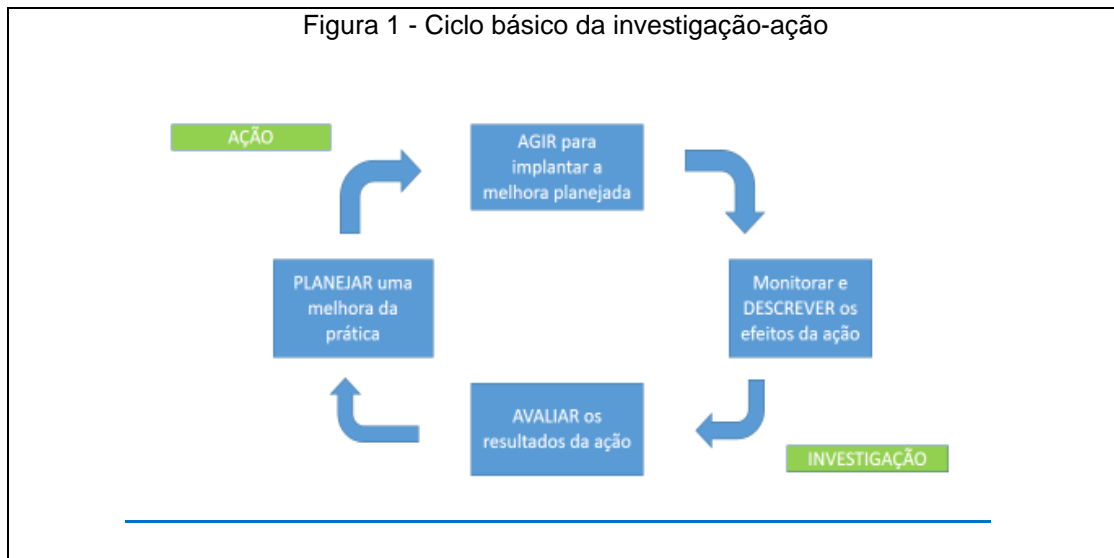 Figura 1 - Ciclo básico da investigação-ação
AÇÃO
AGIR para
implantar a
melhora planejada
PLANEJAR uma
melhora da
prática
Monitorar e
DESCREVER os
efeitos da ação
AVALIAR os
resultados da ação
INVESTIGAÇÃO